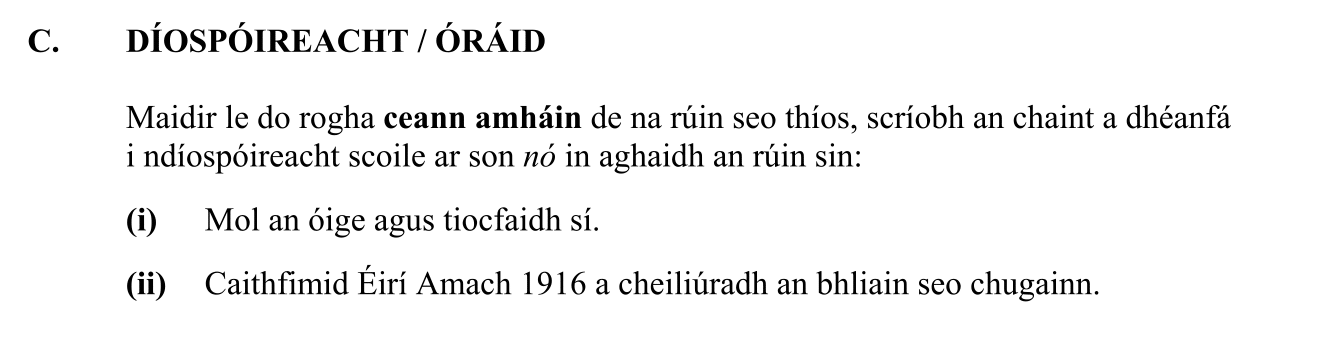 C. DÍOSPÓIREACHT / ÓRÁID
Maidir le do rogha ceann amháin de na rúin seo thíos, scríobh an chaint a dhéanfá
i ndíospóireacht scoile ar son nó in aghaidh an rúin sin:
(i) Mol an óige agus tiocfaidh sí.
(ii) Caithfimid Éirí Amach 1916 a cheiliúradh an bhliain seo chugainn.